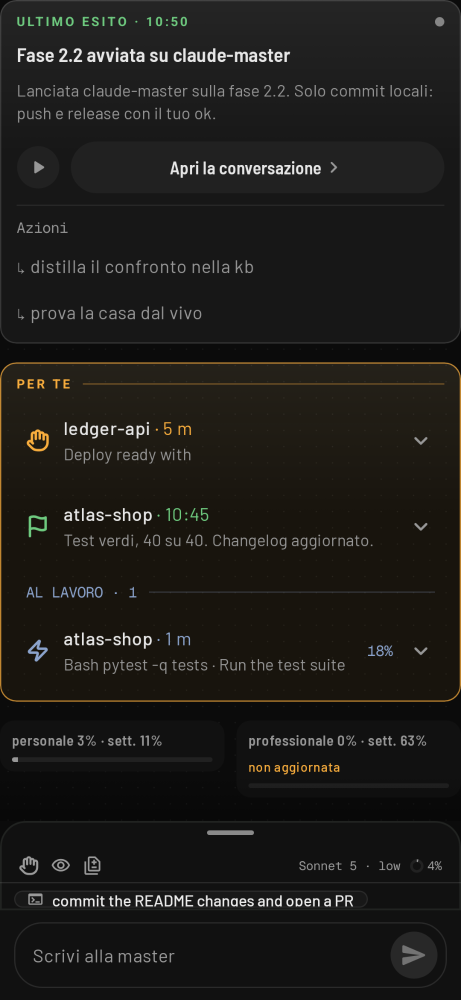 ULTIMO ESITO · 10:50
Fase 2.2 avviata su claude-master
Lanciata claude-master sulla fase 2.2. Solo commit locali:
push e release con il tuo ok.
Apri la conversazione
Azioni
↳ distilla il confronto nella kb
↳ prova la casa dal vivo
PER TE
ledger-api · 5 m
Deploy ready with
atlas-shop · 10:45
Test verdi, 40 su 40. Changelog aggiornato.
AL LAVORO · 1
atlas-shop · 1 m
Bash pytest -q tests · Run the test suite
18%
personale 3% · sett. 11%
professionale 0% · sett. 63%
non aggiornata
Sonnet 5 · low 4%
commit the README changes and open a PR
Scrivi alla master